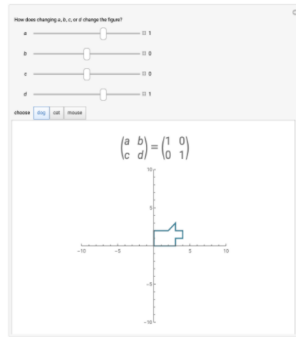 How does changing a, b, c, or d change the figure?
a 1
b 0
c 0
d 1
choose dog cat mouse
(a b) = (1 0)
(c d) (0 1)
10
5
-10 -5 5 10
-5
-10